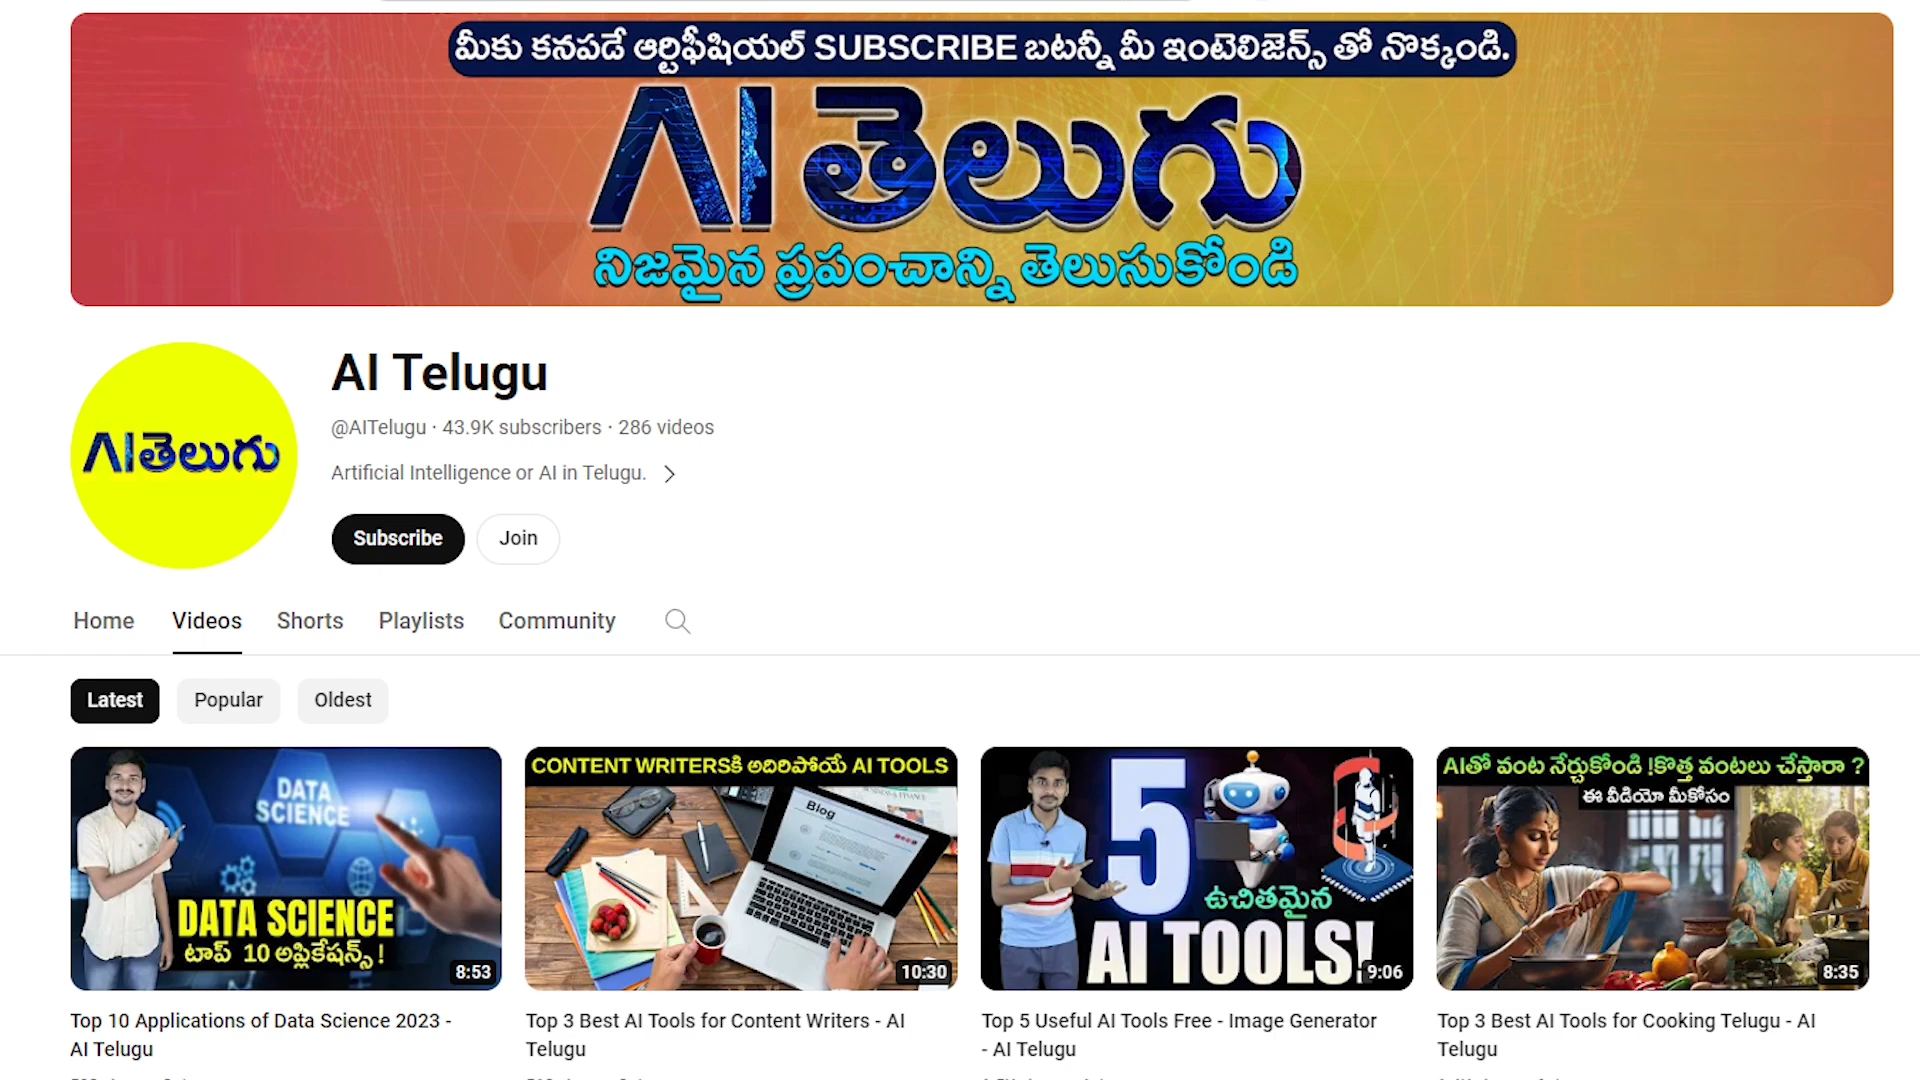 మీకు కనపడే ఆర్టిఫీషియల్ SUBSCRIBE బటన్నీ మీ ఇంటెలిజెన్స్ తో నొక్కండి.
AI తెలుగు
నిజమైన ప్రపంచాన్ని తెలుసుకోండి
AIతెలుగు
AI Telugu
@AITelugu · 43.9K subscribers · 286 videos
Artificial Intelligence or AI in Telugu.
Subscribe
Join
Home
Videos
Shorts
Playlists
Community
Latest
Popular
Oldest
DATA
SCIENCE
DATA SCIENCE
టాప్ 10 అప్లికేషన్స్ !
8:53
CONTENT WRITERSకి అదిరిపోయే AI TOOLS
Blog
10:30
5
ఉచితమైన
AI TOOLS!
9:06
AIతో వంట నేర్చుకోండి !కొత్త వంటలు చేస్తారా ?
ఈ వీడియో మీకోసం
8:35
Top 10 Applications of Data Science 2023 -
AI Telugu
Top 3 Best AI Tools for Content Writers - AI
Telugu
Top 5 Useful AI Tools Free - Image Generator
- AI Telugu
Top 3 Best AI Tools for Cooking Telugu - AI
Telugu